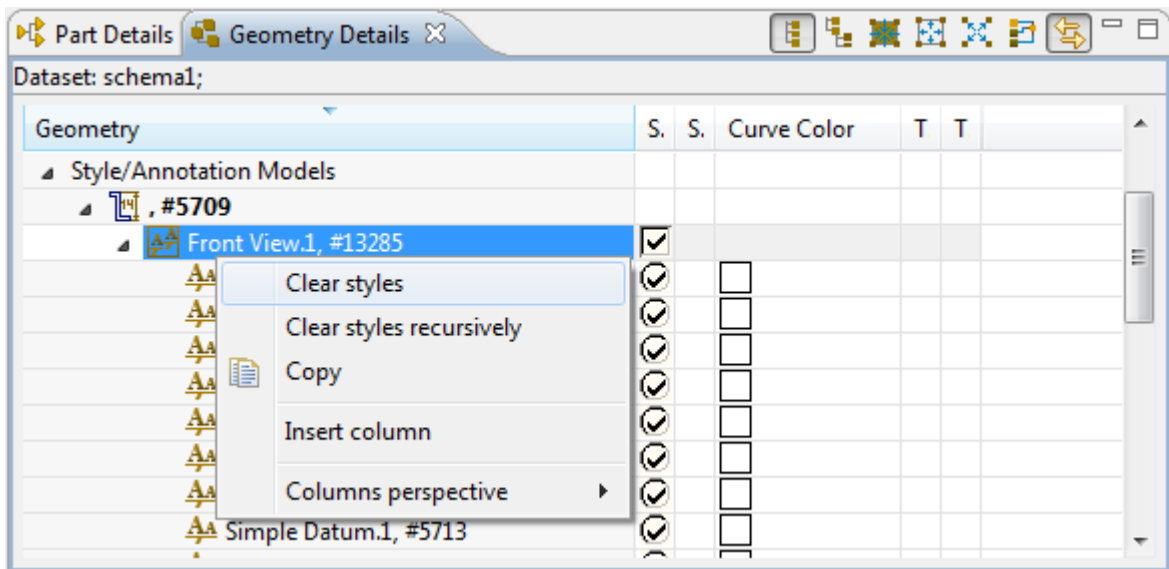 Part Details Geometry Details
Dataset: schema1;
Geometry S. S. Curve Color T T
Style/Annotation Models
, #5709
Front View.1, #13285
Clear styles
Clear styles recursively
Copy
Insert column
Columns perspective
Simple Datum.1, #5713